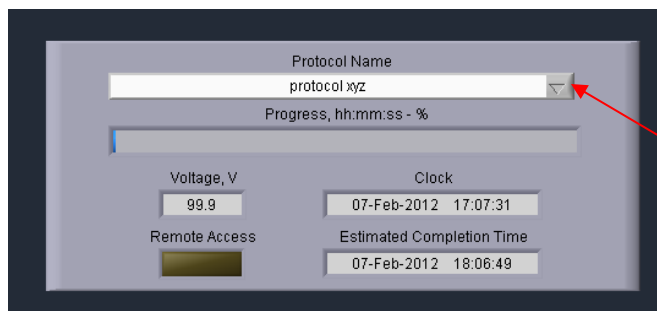 Protocol Name
protocol xyz
Progress, hh:mm:ss - %
Voltage, V
Clock
99.9
07-Feb-2012 17:07:31
Remote Access
Estimated Completion Time
07-Feb-2012 18:06:49